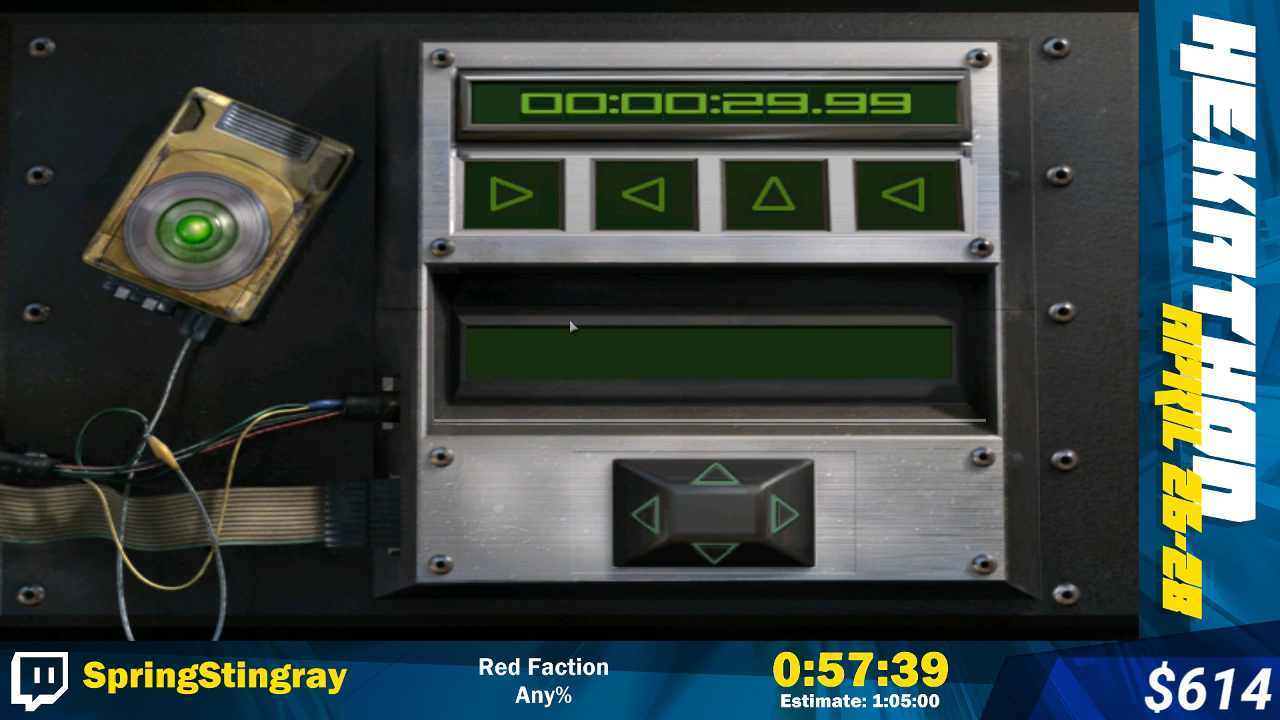 00:00:29.99
HEKATHON
APRIL 26-28
SpringStingray
Red Faction
Any%
0:57:39
Estimate: 1:05:00
$614